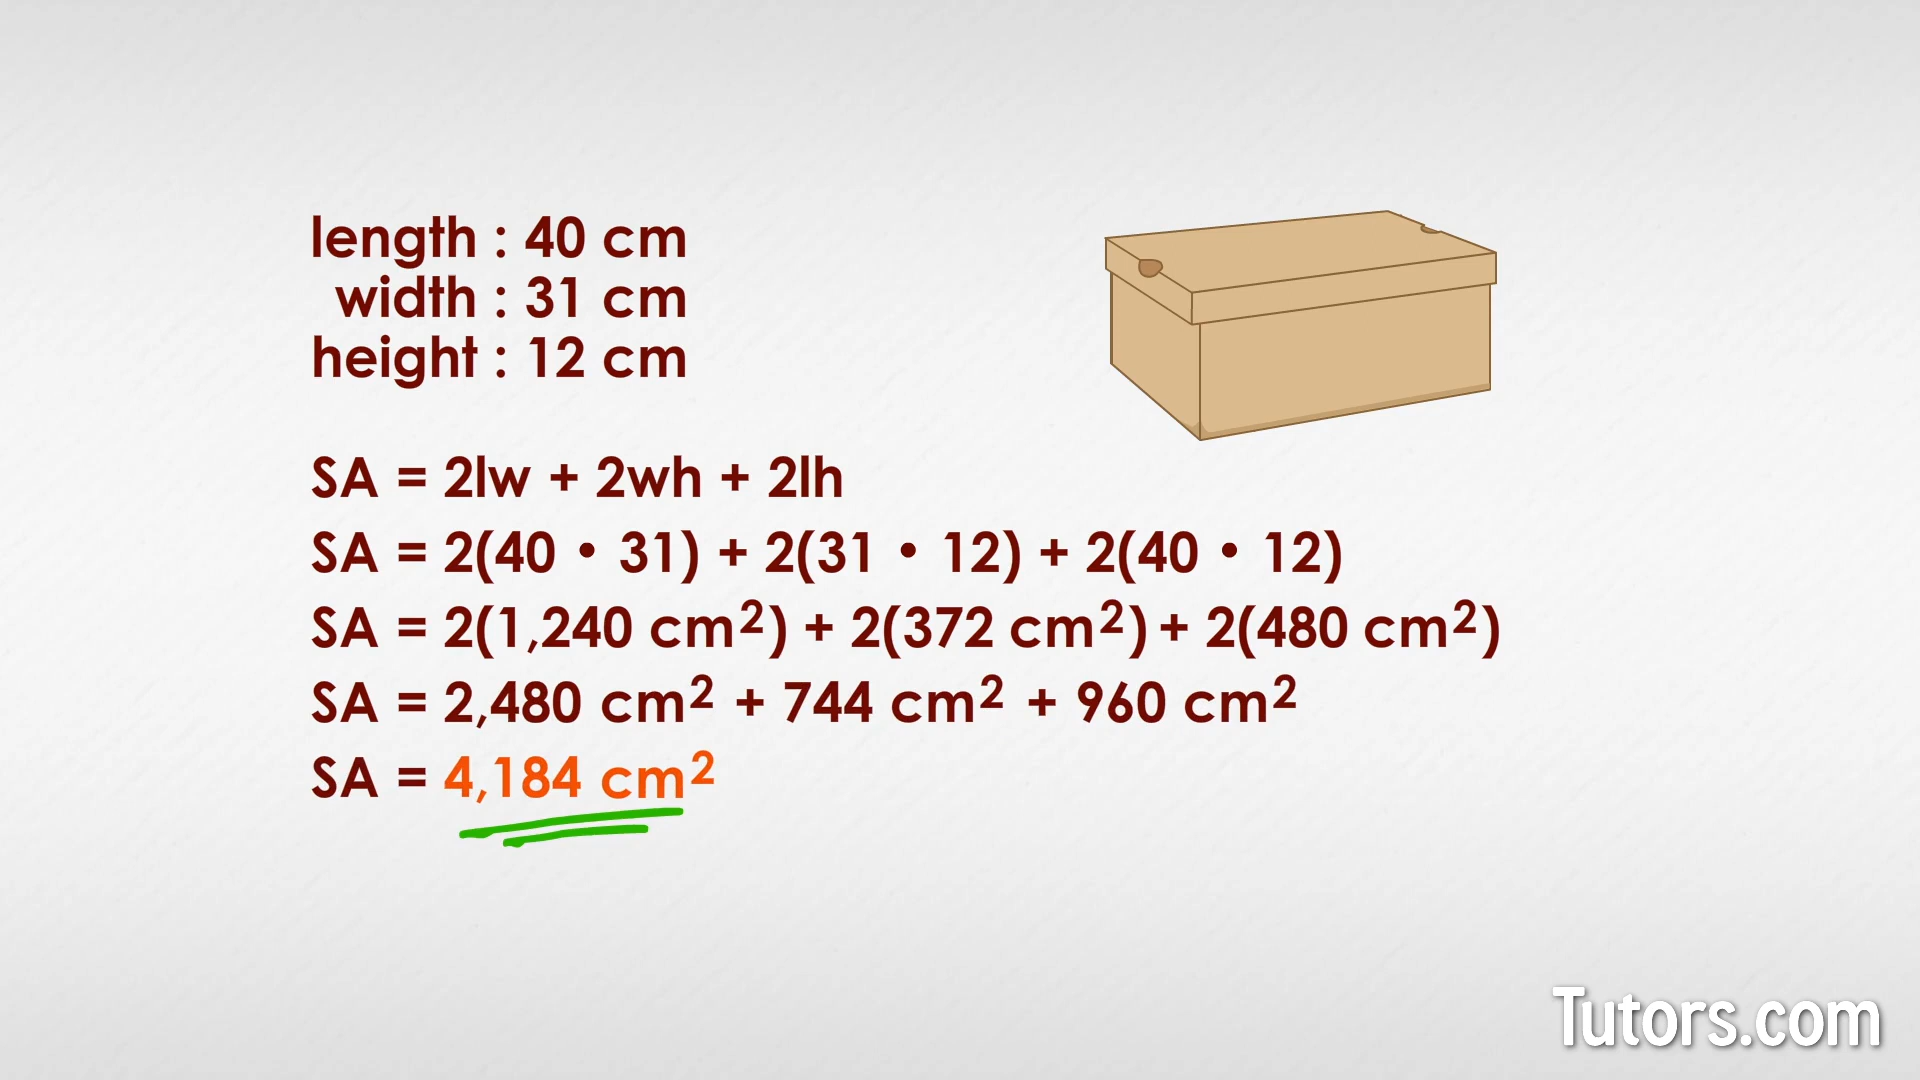 length : 40 cm
width : 31 cm
height : 12 cm
SA = 2lw + 2wh + 2lh
SA = 2(40 • 31) + 2(31 • 12) + 2(40 • 12)
SA = 2(1,240 cm²) + 2(372 cm²) + 2(480 cm²)
SA = 2,480 cm² + 744 cm² + 960 cm²
SA = 4,184 cm²
Tutors.com